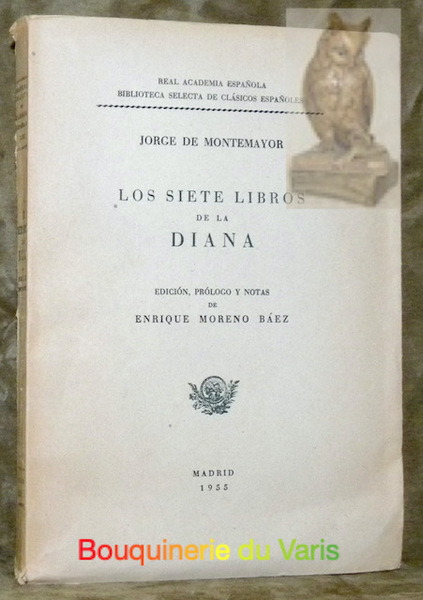 REAL ACADEMIA ESPAÑOLA
BIBLIOTECA SELECTA DE CLÁSICOS ESPAÑOLES
JORGE DE MONTEMAYOR
LOS SIETE LIBROS
DE LA
DIANA
EDICIÓN, PRÓLOGO Y NOTAS
DE
ENRIQUE MORENO BÁEZ
MADRID
1955
Bouquinerie du Varis